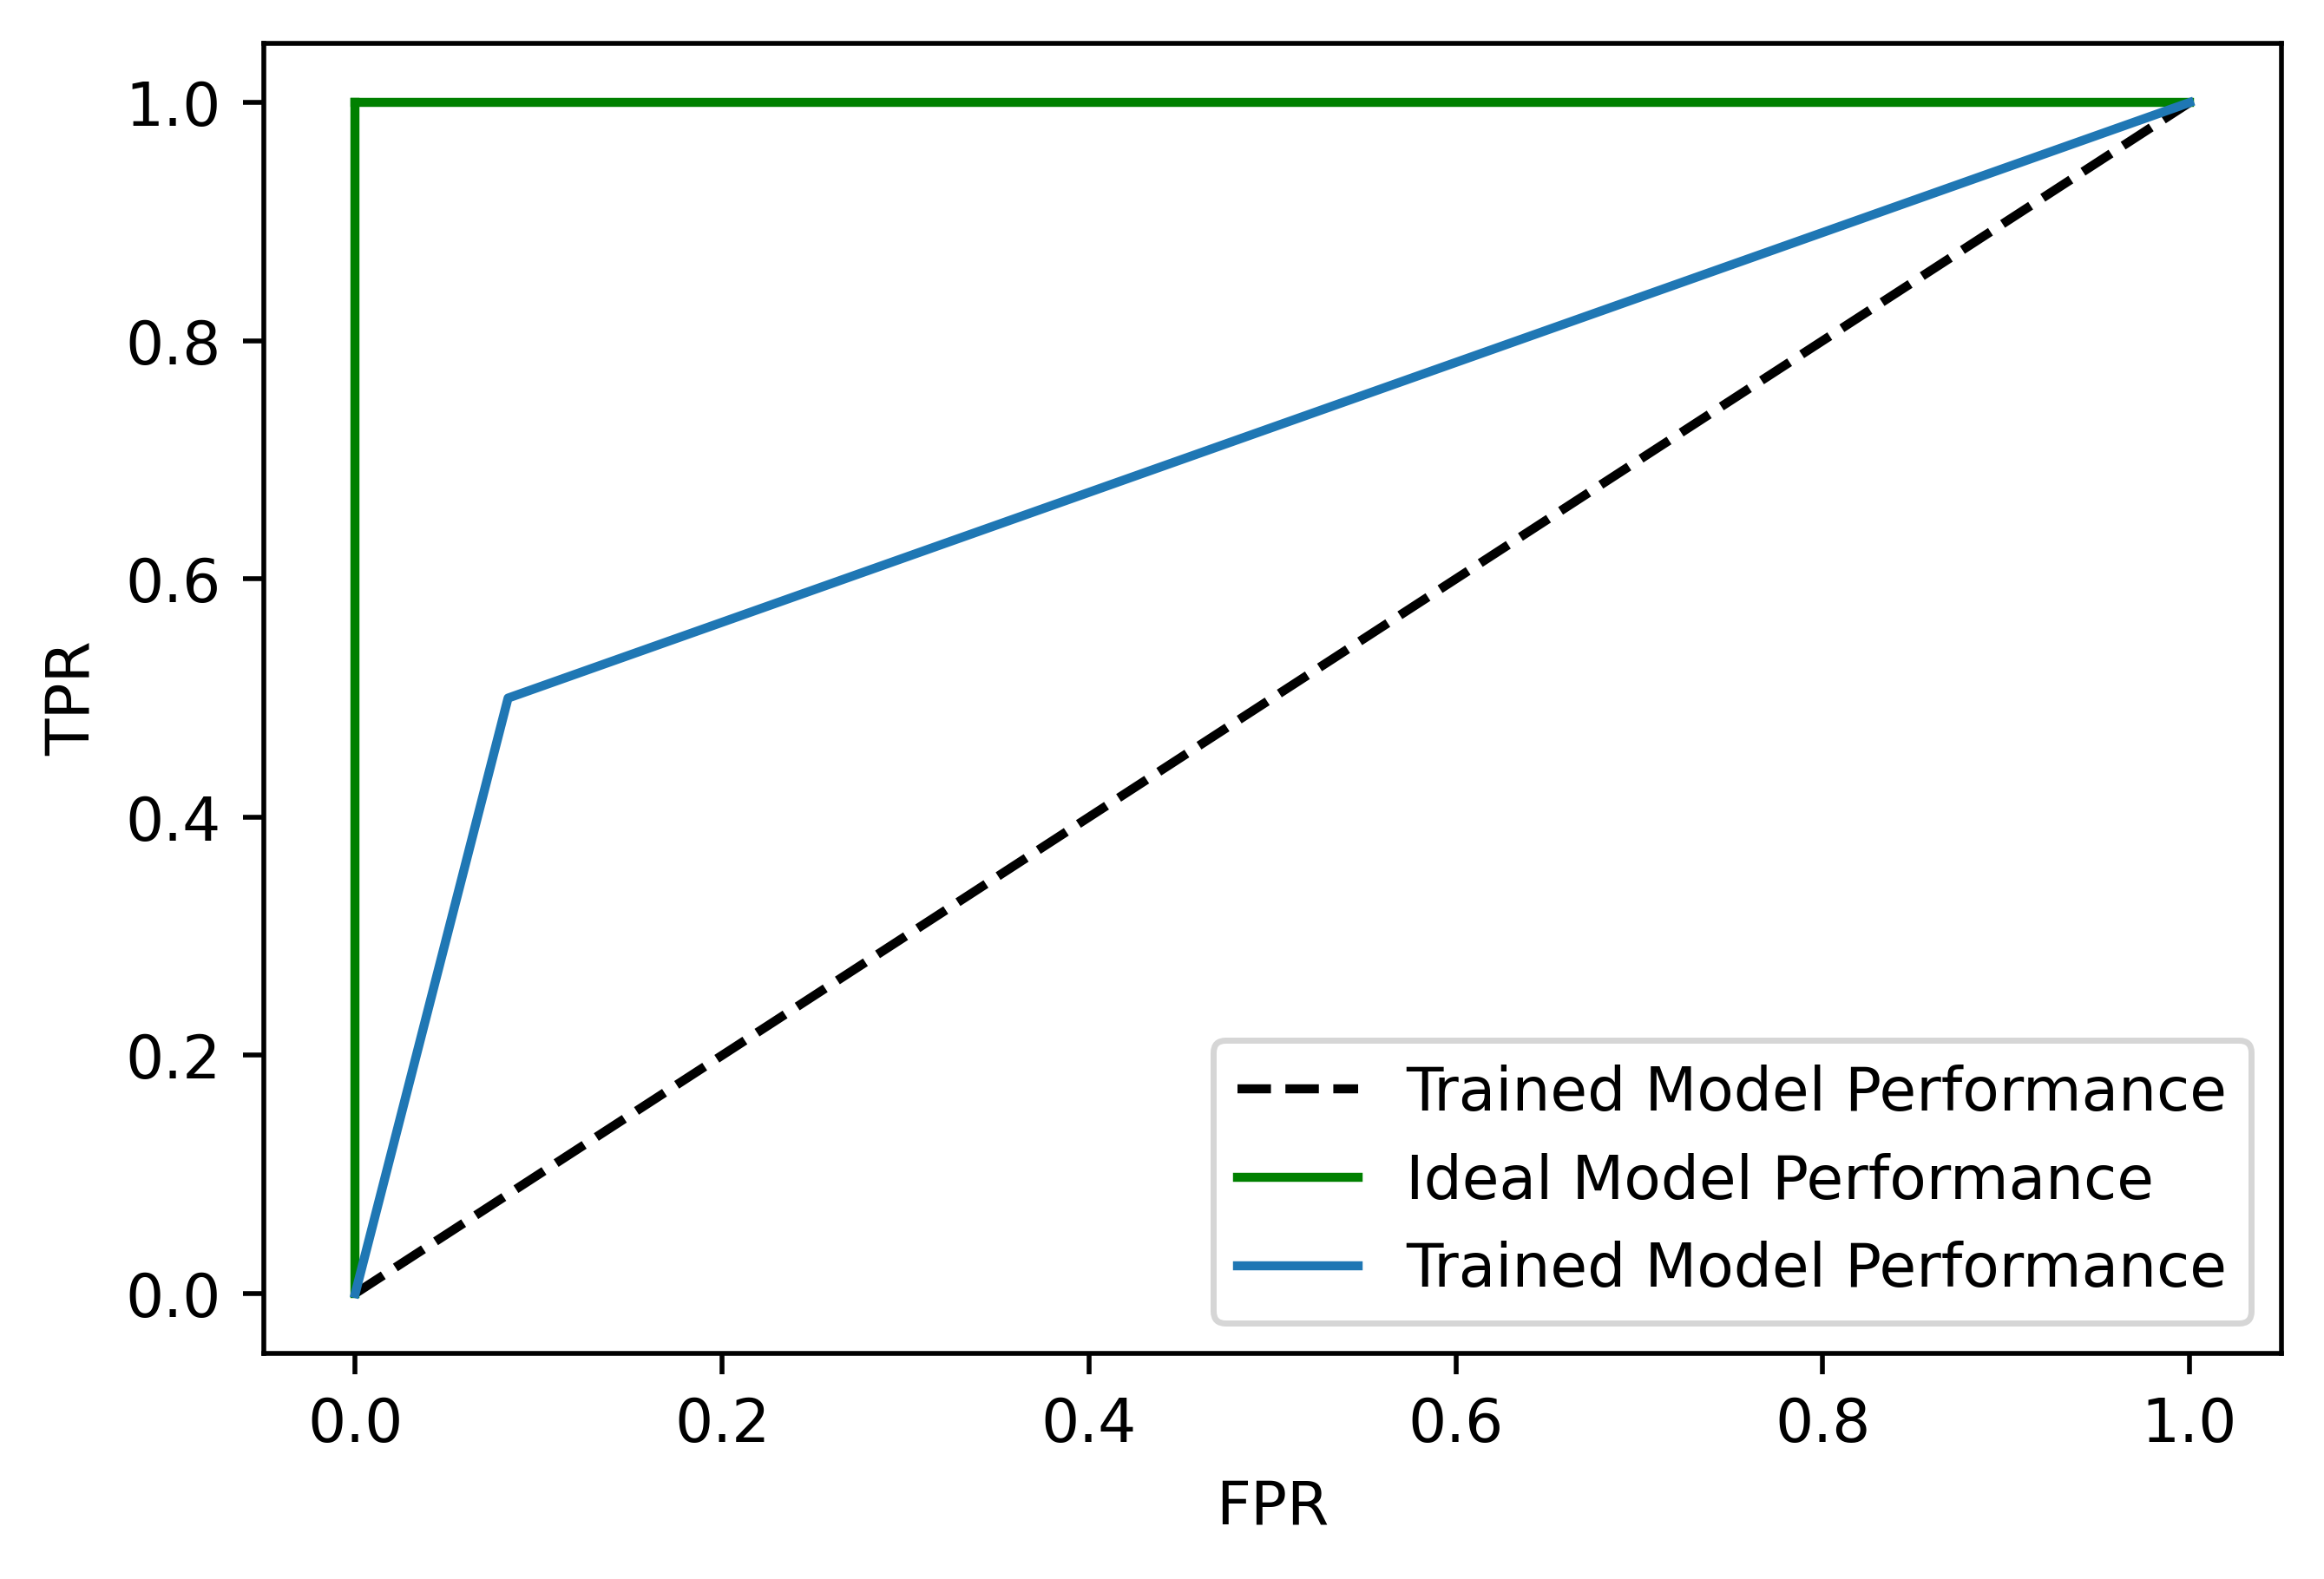 1.0
0.8
0.6
0.4
0.2
0.0
TPR
Trained Model Performance
Ideal Model Performance
Trained Model Performance
0.0 0.2 0.4 0.6 0.8 1.0
FPR